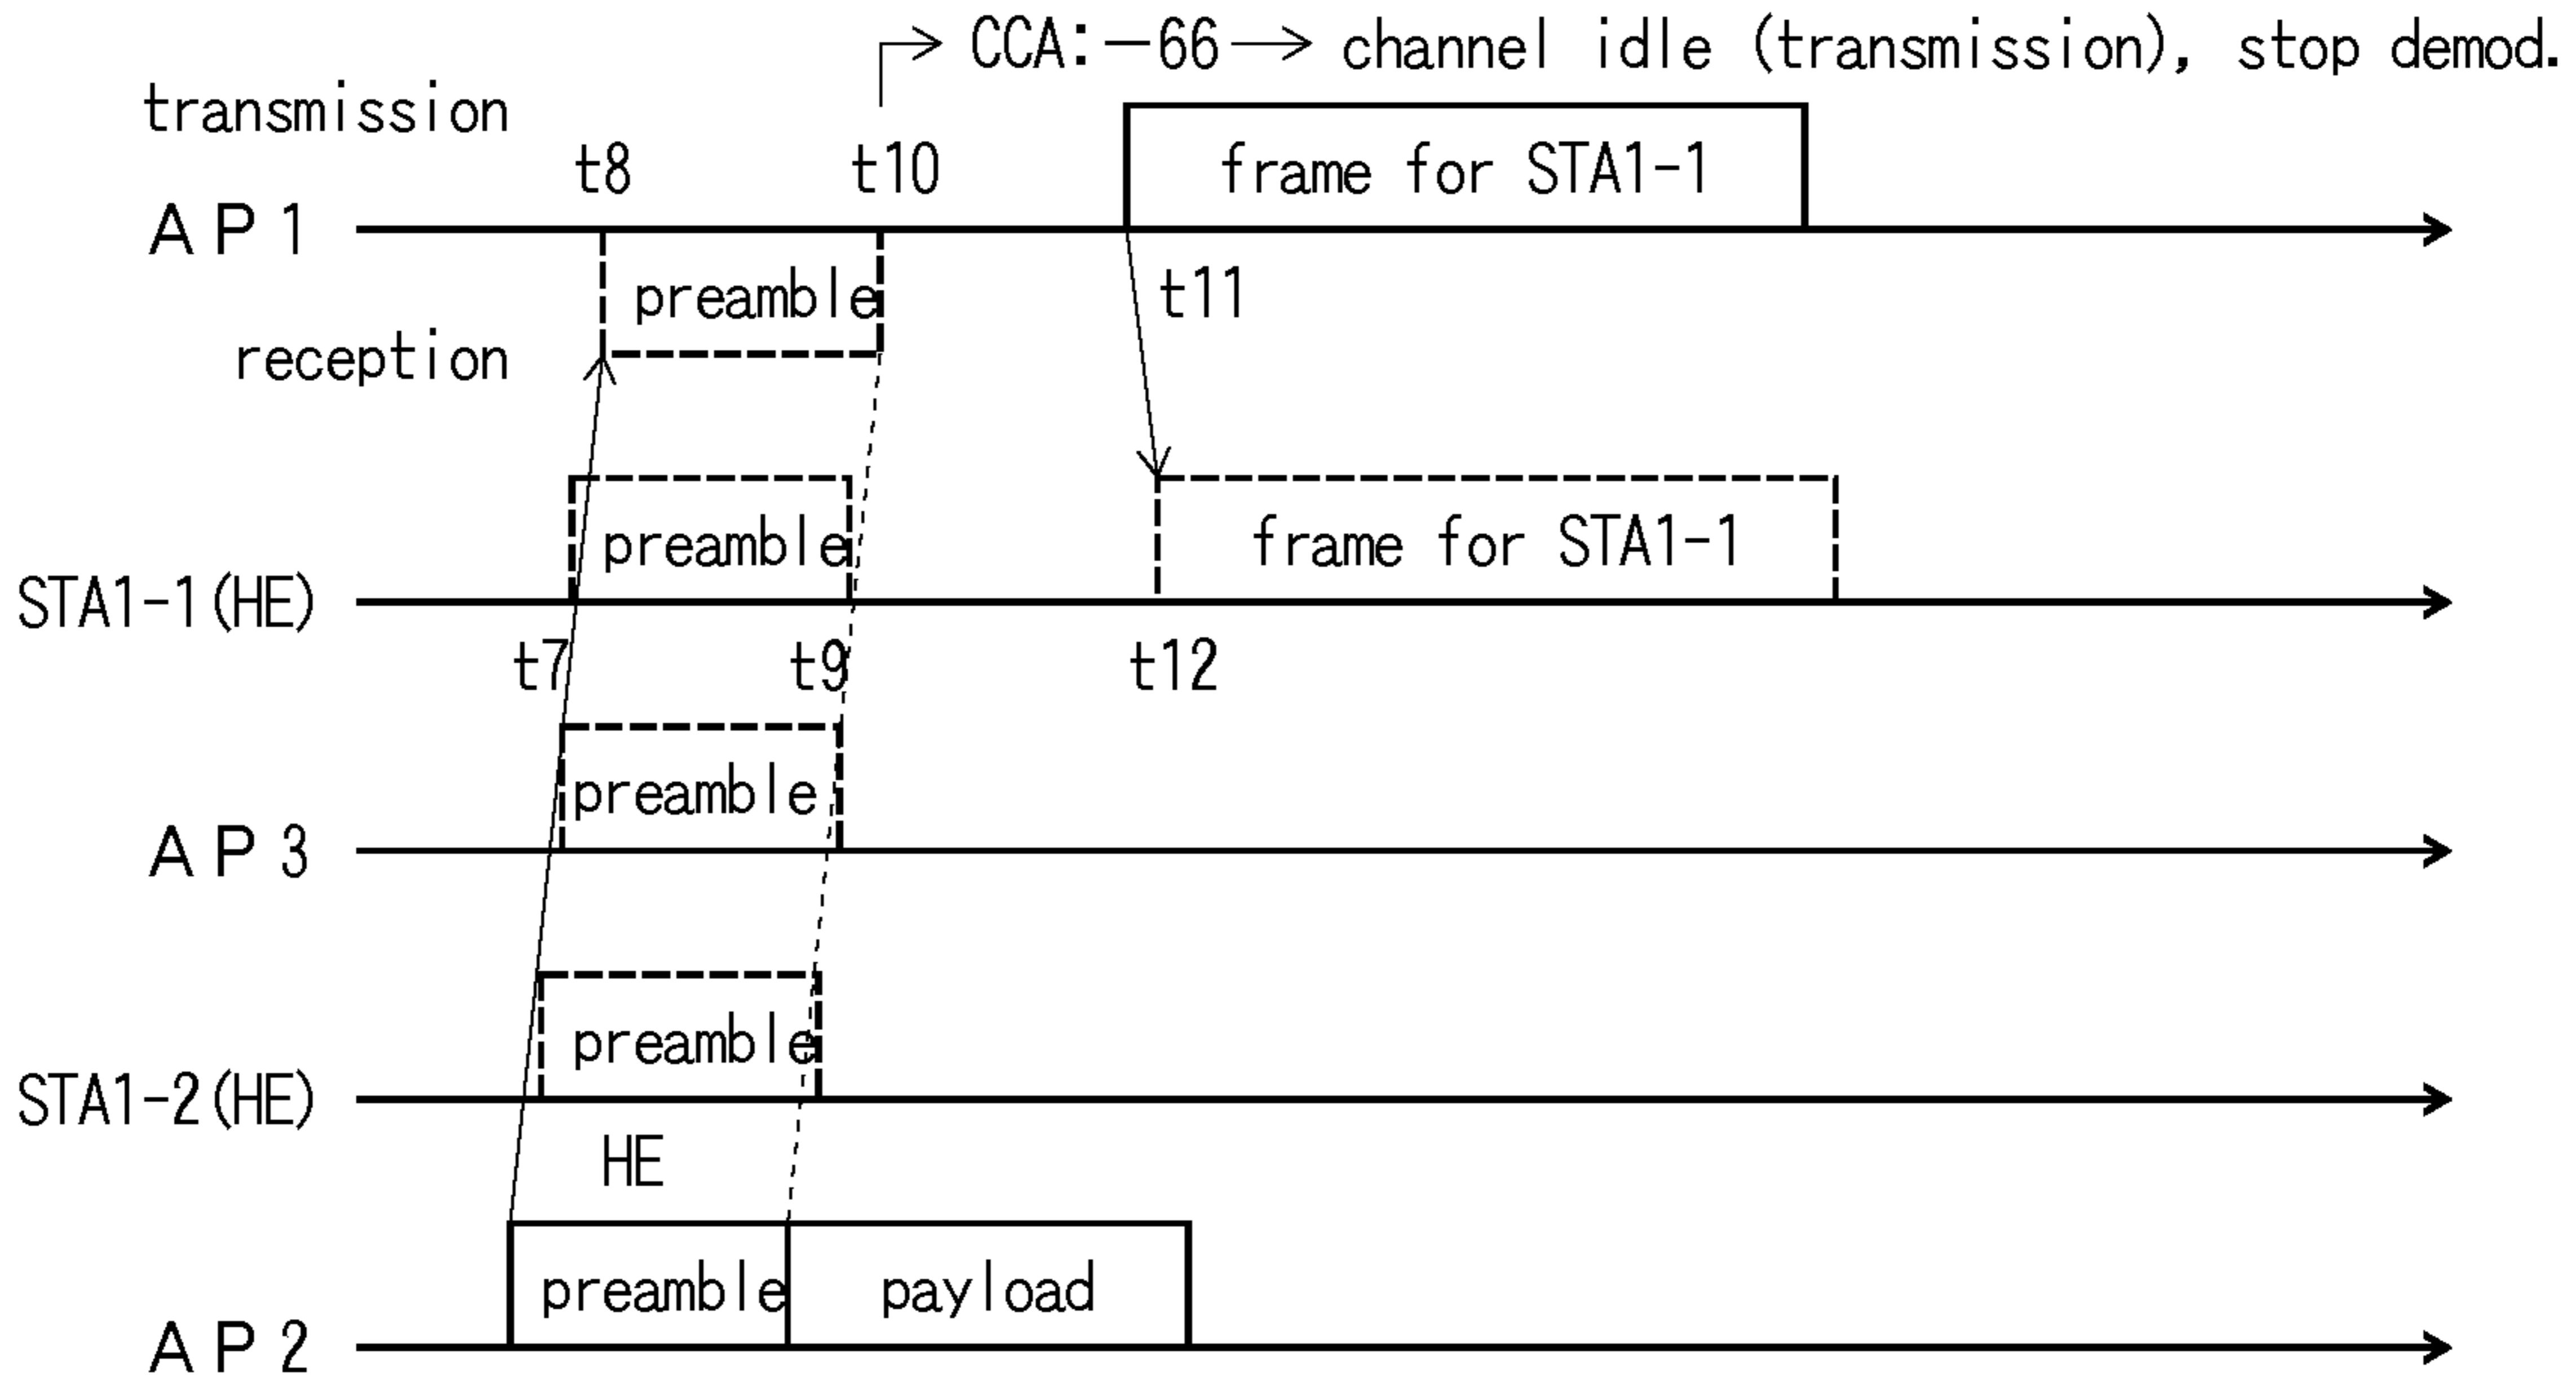 CCA:−66 → channel idle (transmission), stop demod.
transmission
t8 t10 frame for STA1-1
AP1
preamble t11
reception
preamble frame for STA1-1
STA1-1(HE)
t7 t9 t12
preamble
AP3
preamble
STA1-2(HE)
HE
preamble payload
AP2